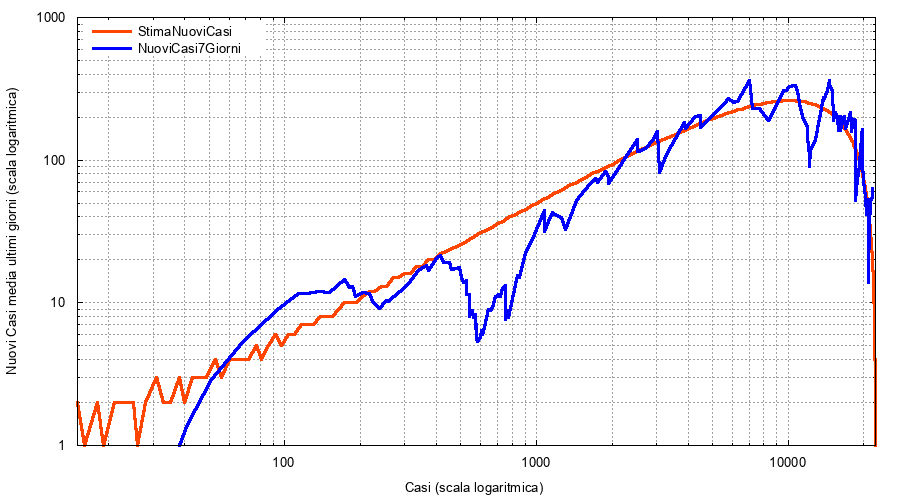 1000
StimaNuoviCasi
NuoviCasi7Giorni
100
10
1
100
1000
10000
Nuovi Casi media ultimi giorni (scala logaritmica)
Casi (scala logaritmica)